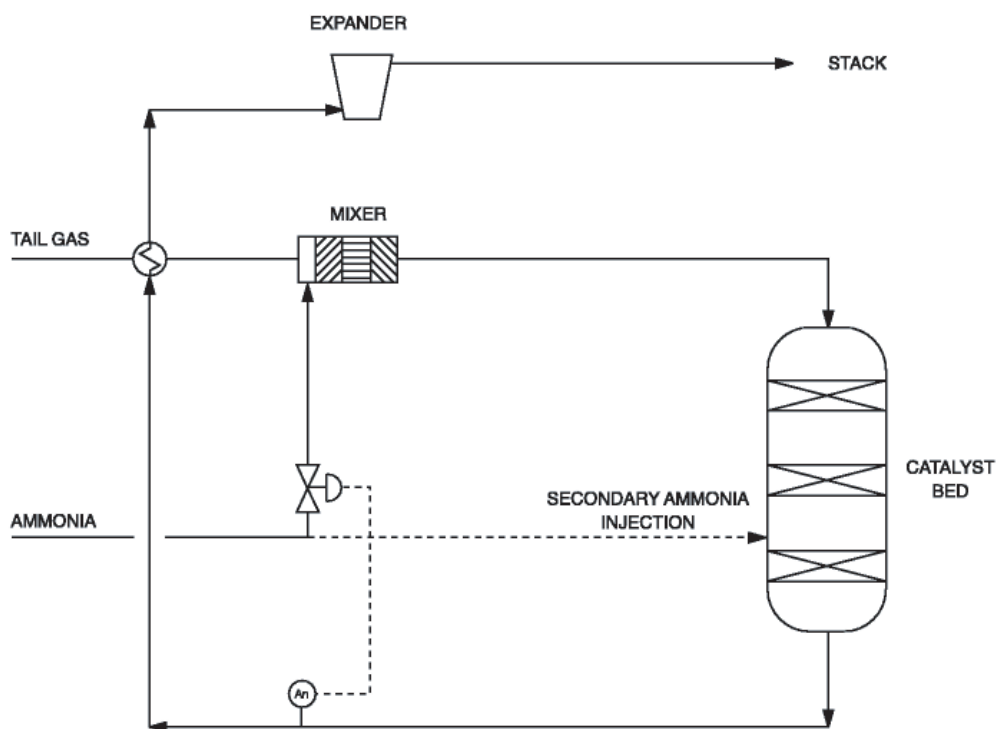 EXPANDER
STACK
MIXER
TAIL GAS
CATALYST
BED
SECONDARY AMMONIA
INJECTION
AMMONIA
An